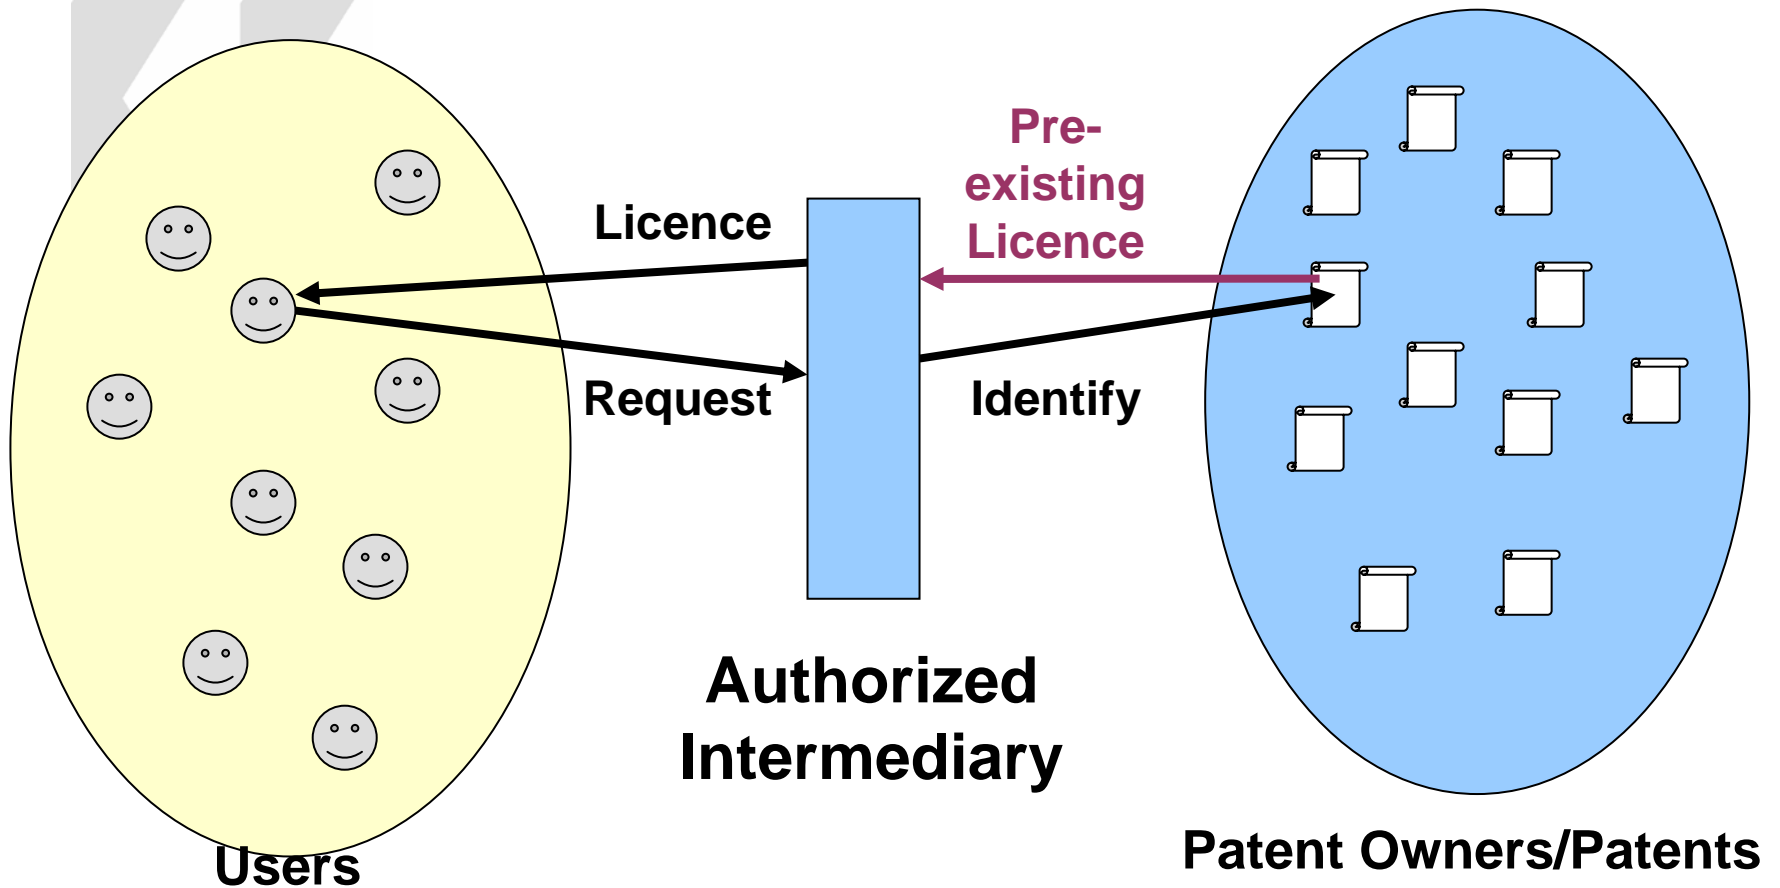 Pre-
existing
Licence
Licence
Request
Identify
Authorized
Intermediary
Users
Patent Owners/Patents